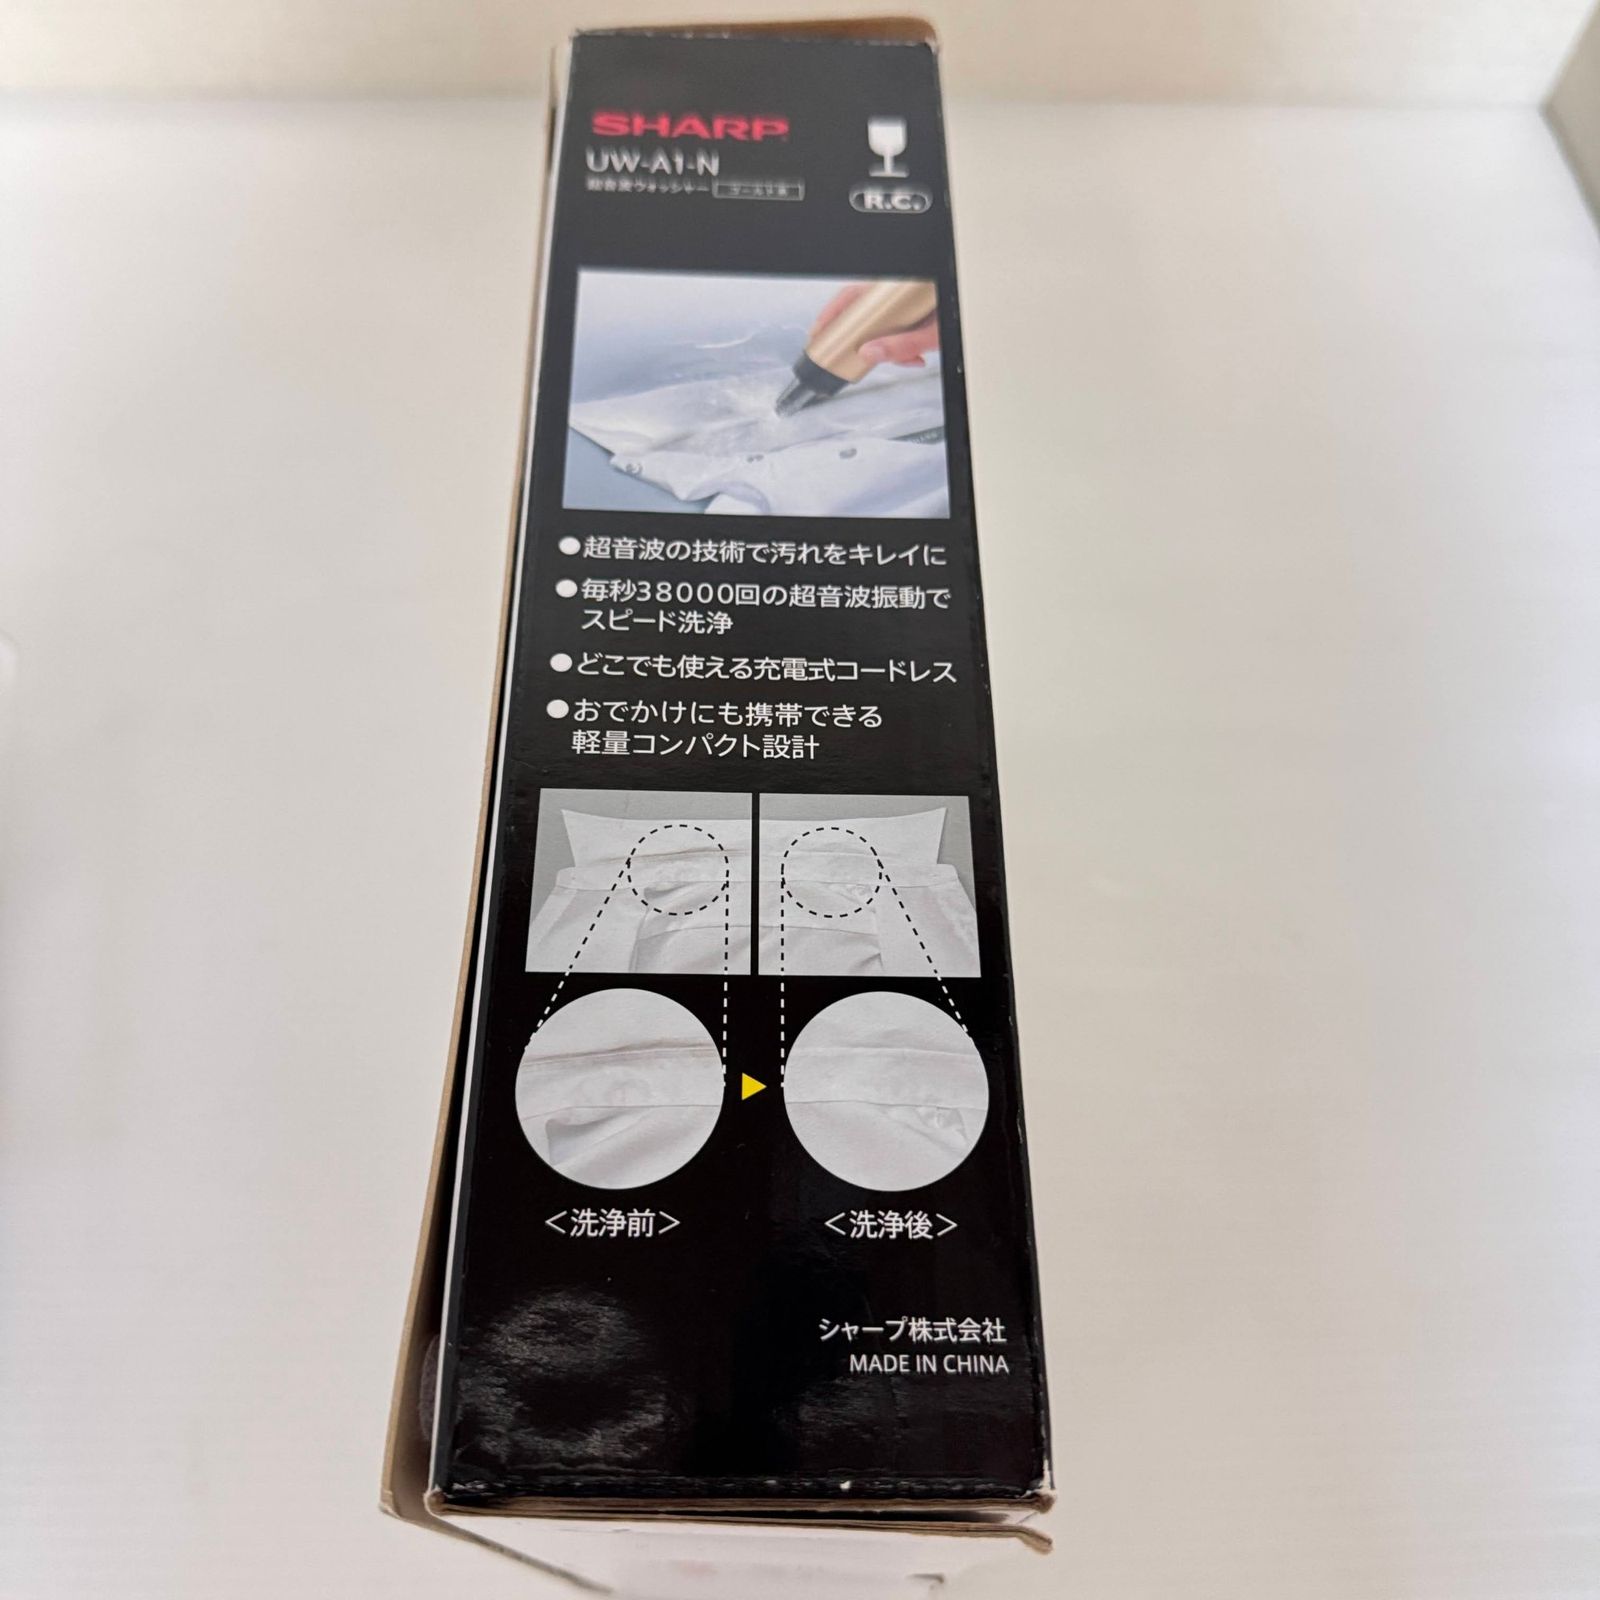 SHARP
UW-A1-N
超音波ウォッシャー ゴールド系
R.C.
●超音波の技術で汚れをキレイに
●毎秒38000回の超音波振動で
スピード洗浄
●どこでも使える充電式コードレス
●おでかけにも携帯できる
軽量コンパクト設計
<洗浄前>
<洗浄後>
シャープ株式会社
MADE IN CHINA